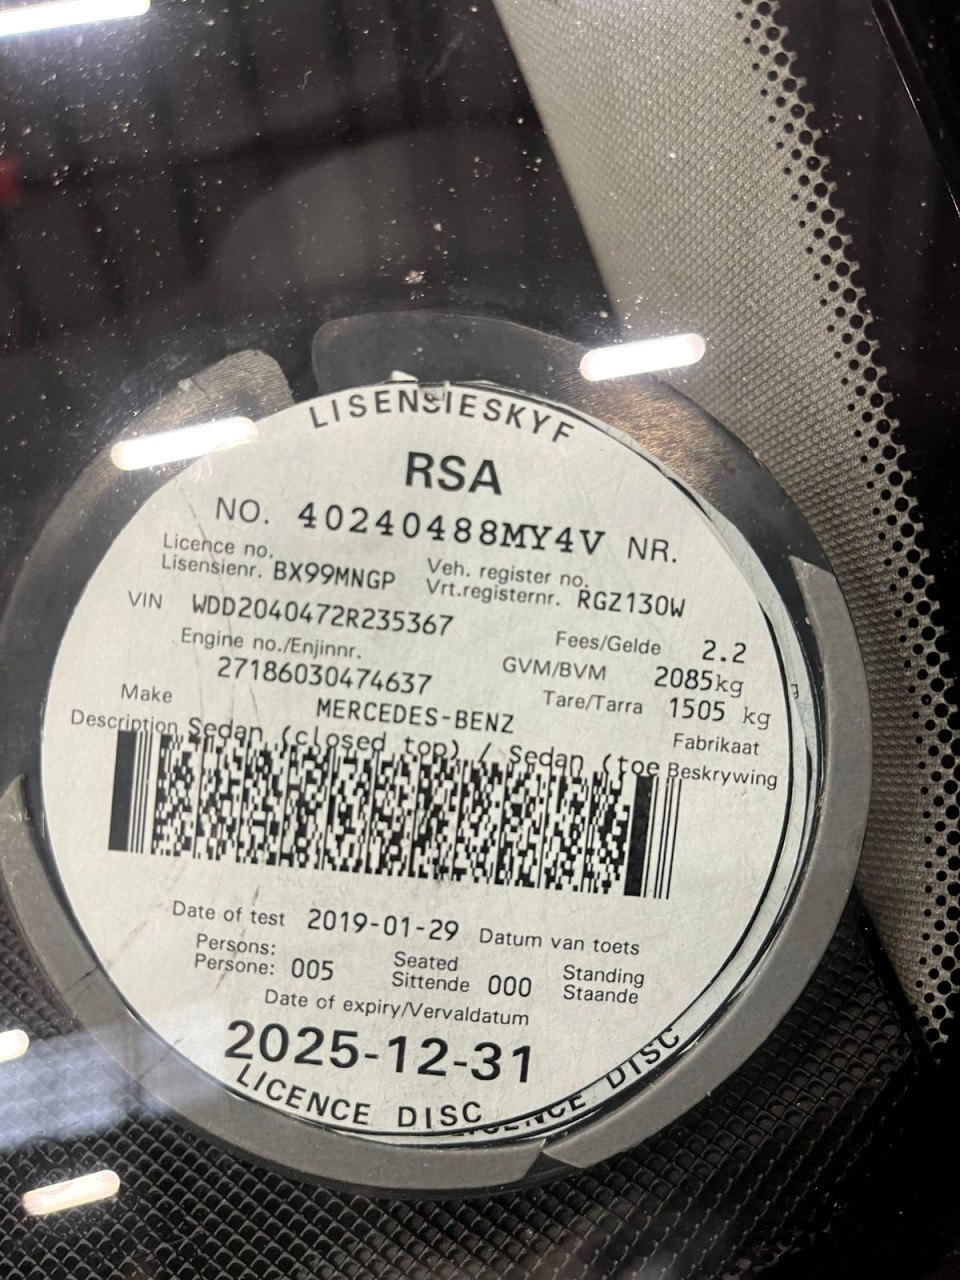 LISENSIESKYF
RSA
NO. 40240488MY4V NR.
Licence no. Veh. register no.
Lisensienr. BX99MNGP Vrt.registernr. RGZ130W
VIN WDD2040472R235367
Fees/Gelde 2.2
Engine no./Enjinnr. GVM/BVM 2085kg
27186030474637 Tare/Tarra 1505 kg
Make MERCEDES-BENZ Fabrikaat
Description Sedan (closed top) / Sedan (toe Beskrywing
Date of test 2019-01-29 Datum van toets
Persons: Seated Standing
Persone: 005 Sittende 000 Staande
Date of expiry/Vervaldatum
2025-12-31
LICENCE DISC
LICENCE DISC